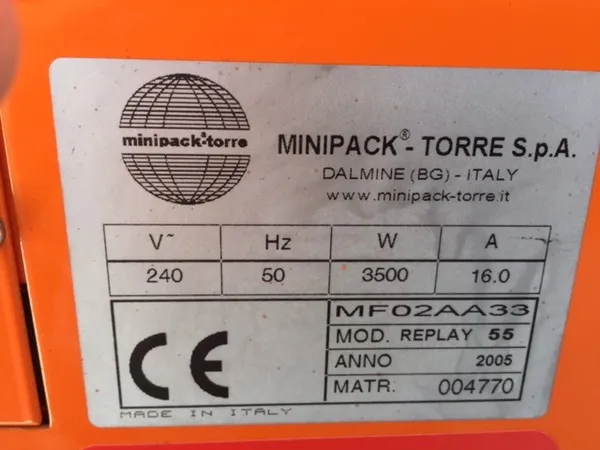 minipack®-torre
MINIPACK®- TORRE S.p.A.
DALMINE (BG) - ITALY
www.minipack-torre.it
V~ Hz W A
240 50 3500 16.0
CE
MF02AA33
MOD. REPLAY 55
ANNO 2005
MATR. 004770
MADE IN ITALY